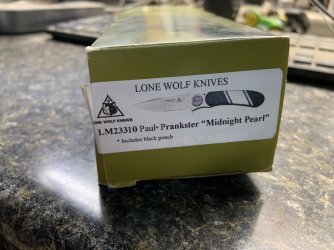 LONE WOLF KNIVES
LONE WOLF KNIVES
LM23310 Paul® Prankster "Midnight Pearl"
* Includes black pouch